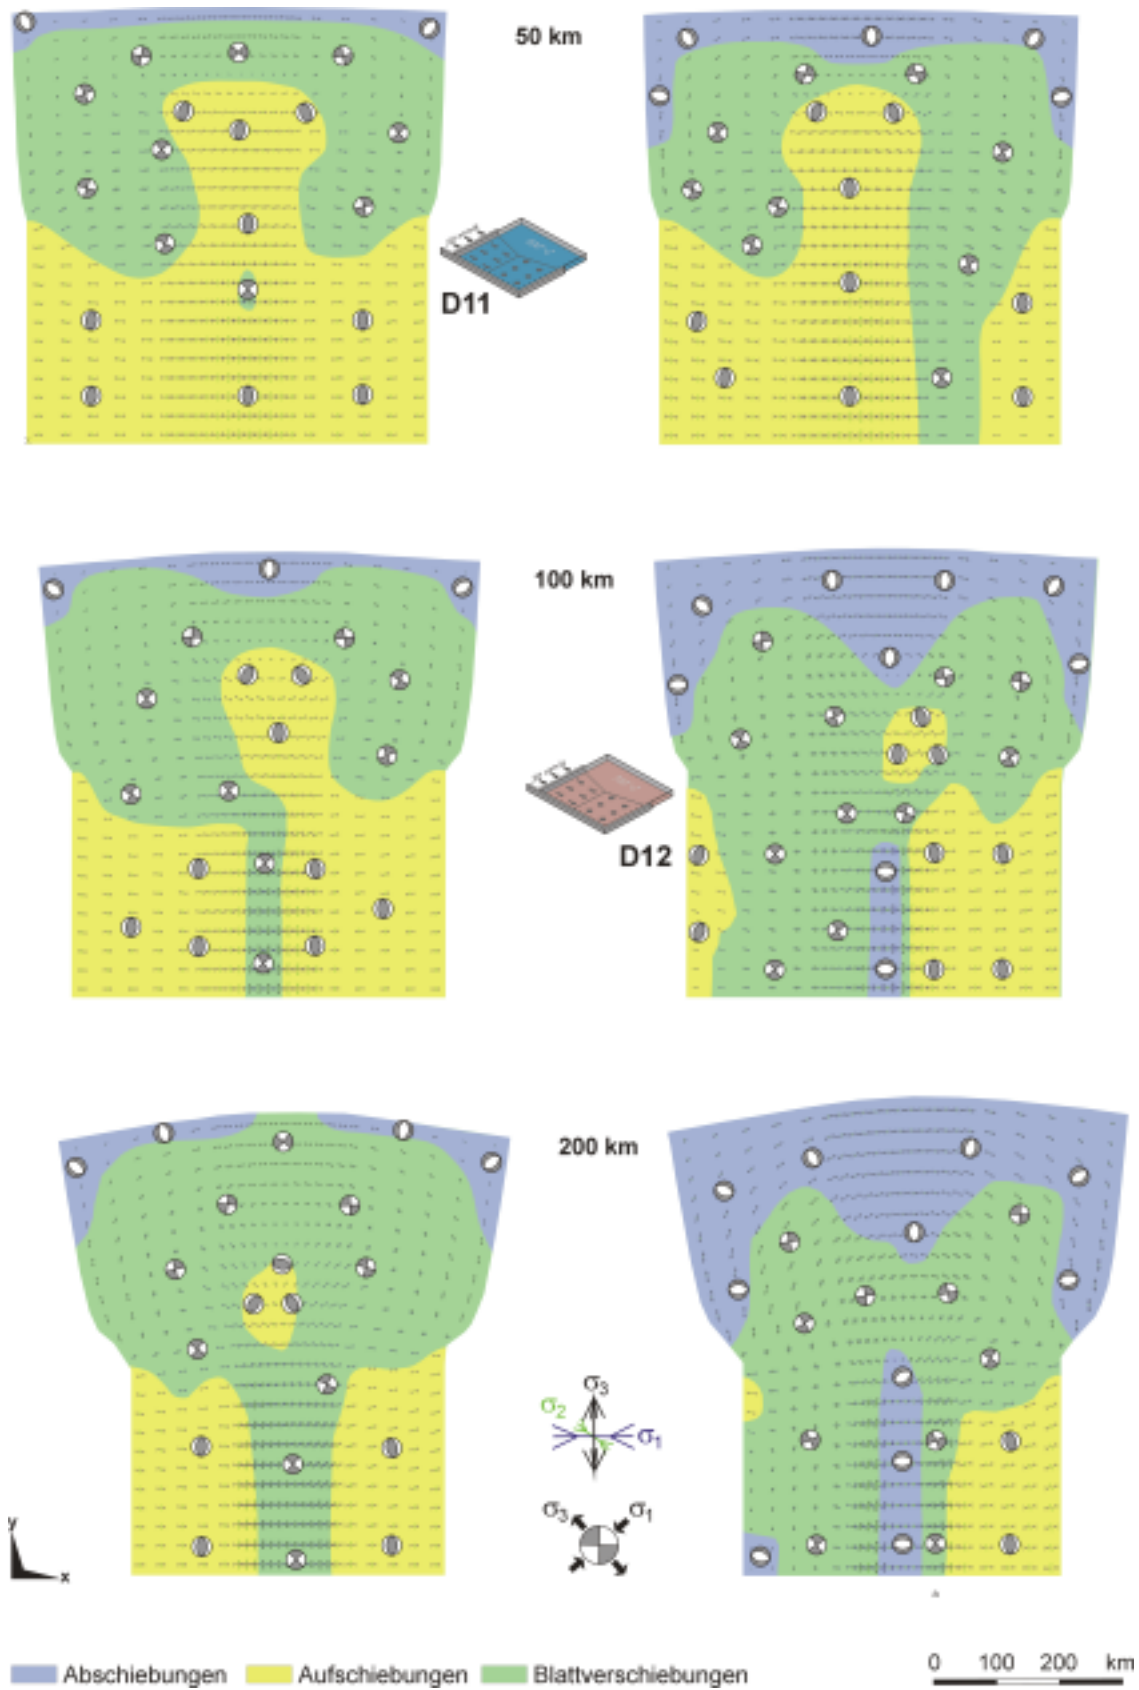 50 km
D11
100 km
D12
200 km
σ3
σ2
σ1
σ3 σ1
y
x
Abschiebungen Aufschiebungen Blattverschiebungen
0 100 200 km